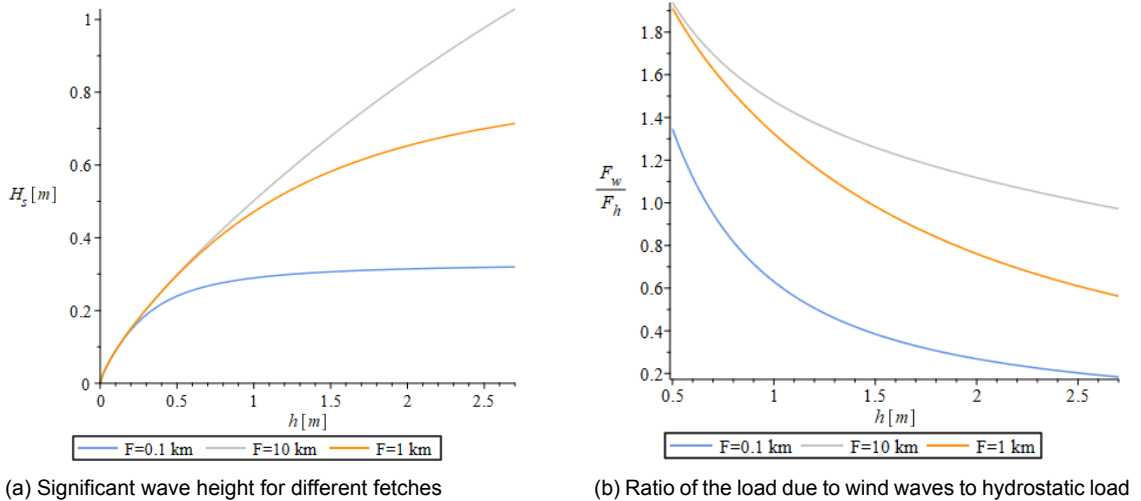 1
0.8
0.6
H_s [m]
0.4
0.2
0
0 0.5 1 1.5 2 2.5
h [m]
F=0.1 km F=10 km F=1 km
(a) Significant wave height for different fetches
1.8
1.6
1.4
1.2
F_w
F_h
1.0
0.8
0.6
0.4
0.2
0.5 1 1.5 2 2.5
h [m]
F=0.1 km F=10 km F=1 km
(b) Ratio of the load due to wind waves to hydrostatic load